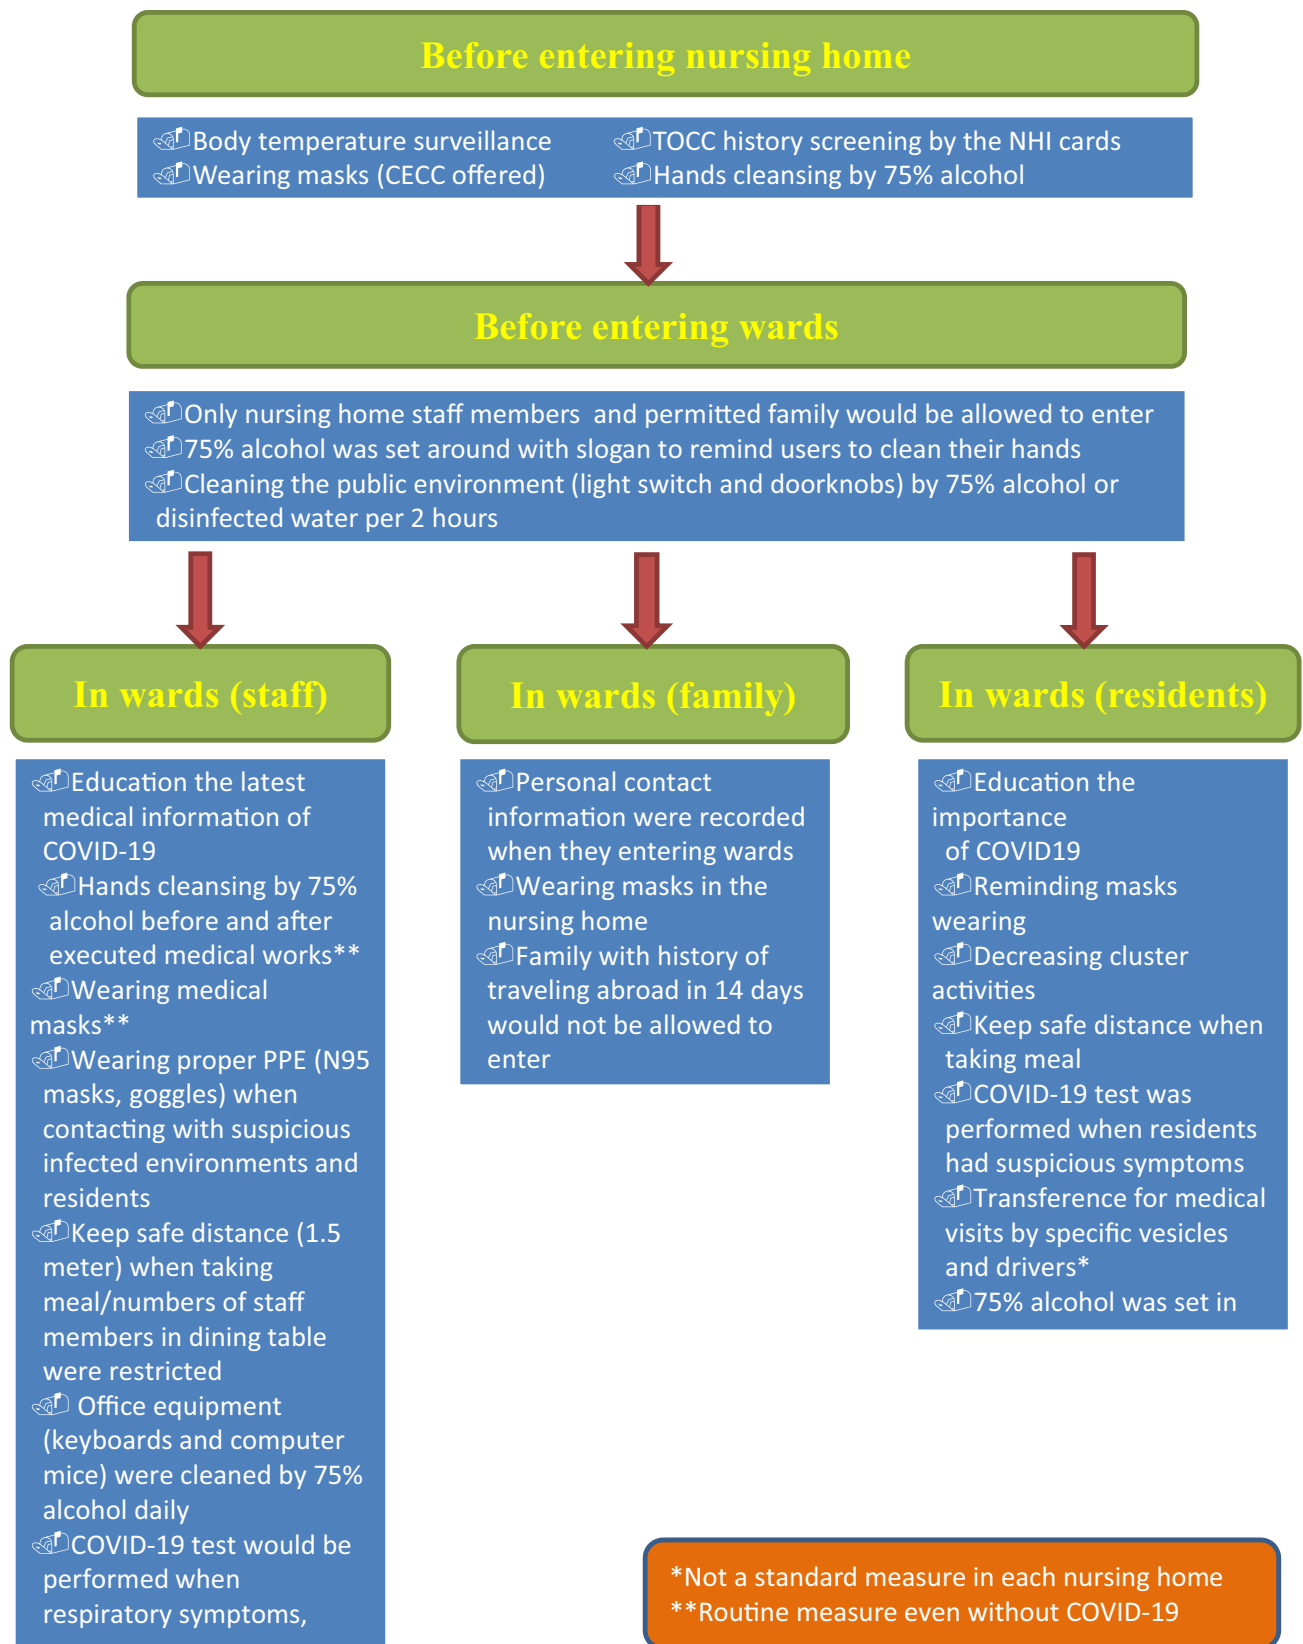 Before entering nursing home
Body temperature surveillance
TOCC history screening by the NHI cards
Wearing masks (CECC offered)
Hands cleansing by 75% alcohol
Before entering wards
Only nursing home staff members and permitted family would be allowed to enter
75% alcohol was set around with slogan to remind users to clean their hands
Cleaning the public environment (light switch and doorknobs) by 75% alcohol or
disinfected water per 2 hours
In wards (staff)
Education the latest
medical information of
COVID-19
Hands cleansing by 75%
alcohol before and after
executed medical works**
Wearing medical
masks**
Wearing proper PPE (N95
masks, goggles) when
contacting with suspicious
infected environments and
residents
Keep safe distance (1.5
meter) when taking
meal/numbers of staff
members in dining table
were restricted
Office equipment
(keyboards and computer
mice) were cleaned by 75%
alcohol daily
COVID-19 test would be
performed when
respiratory symptoms,
In wards (family)
Personal contact
information were recorded
when they entering wards
Wearing masks in the
nursing home
Family with history of
traveling abroad in 14 days
would not be allowed to
enter
In wards (residents)
Education the
importance
of COVID19
Reminding masks
wearing
Decreasing cluster
activities
Keep safe distance when
taking meal
COVID-19 test was
performed when residents
had suspicious symptoms
Transference for medical
visits by specific vesicles
and drivers*
75% alcohol was set in
*Not a standard measure in each nursing home
**Routine measure even without COVID-19